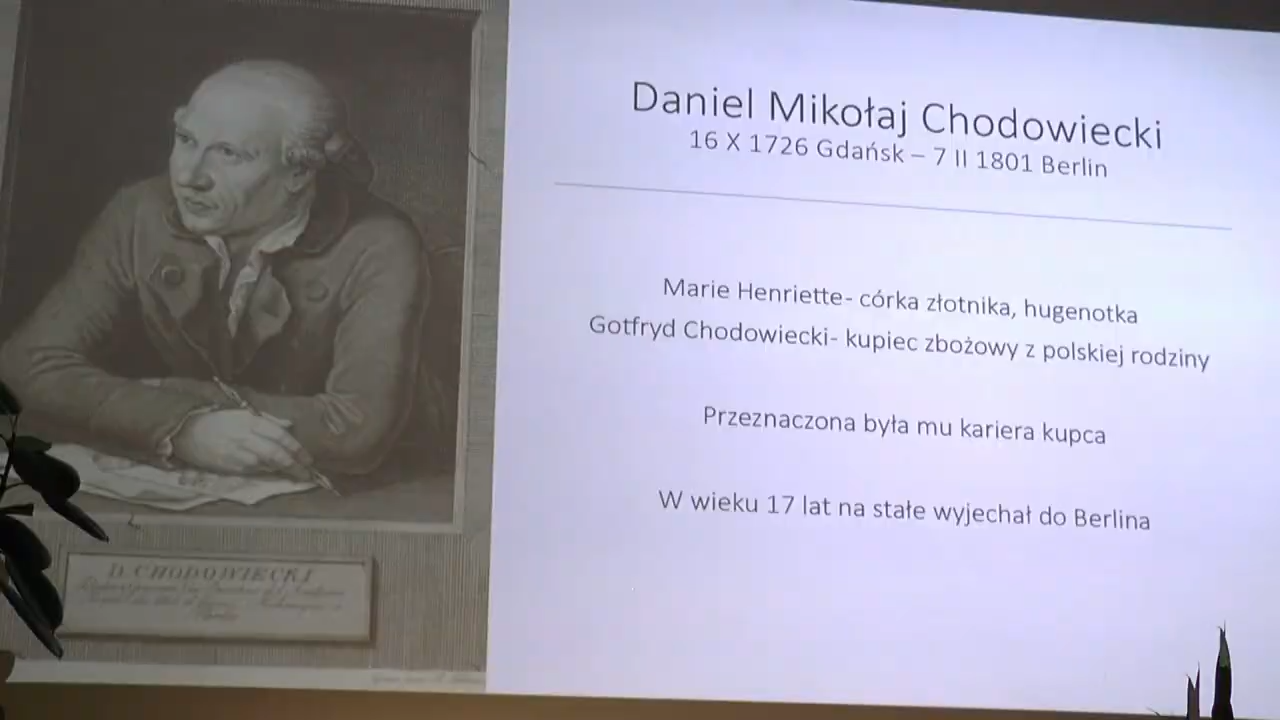 Daniel Mikołaj Chodowiecki
16 X 1726 Gdańsk – 7 II 1801 Berlin
Marie Henriette- córka złotnika, hugenotka
Gotfryd Chodowiecki- kupiec zbożowy z polskiej rodziny
Przeznaczona była mu kariera kupca
W wieku 17 lat na stałe wyjechał do Berlina
D. CHODOWIECKI